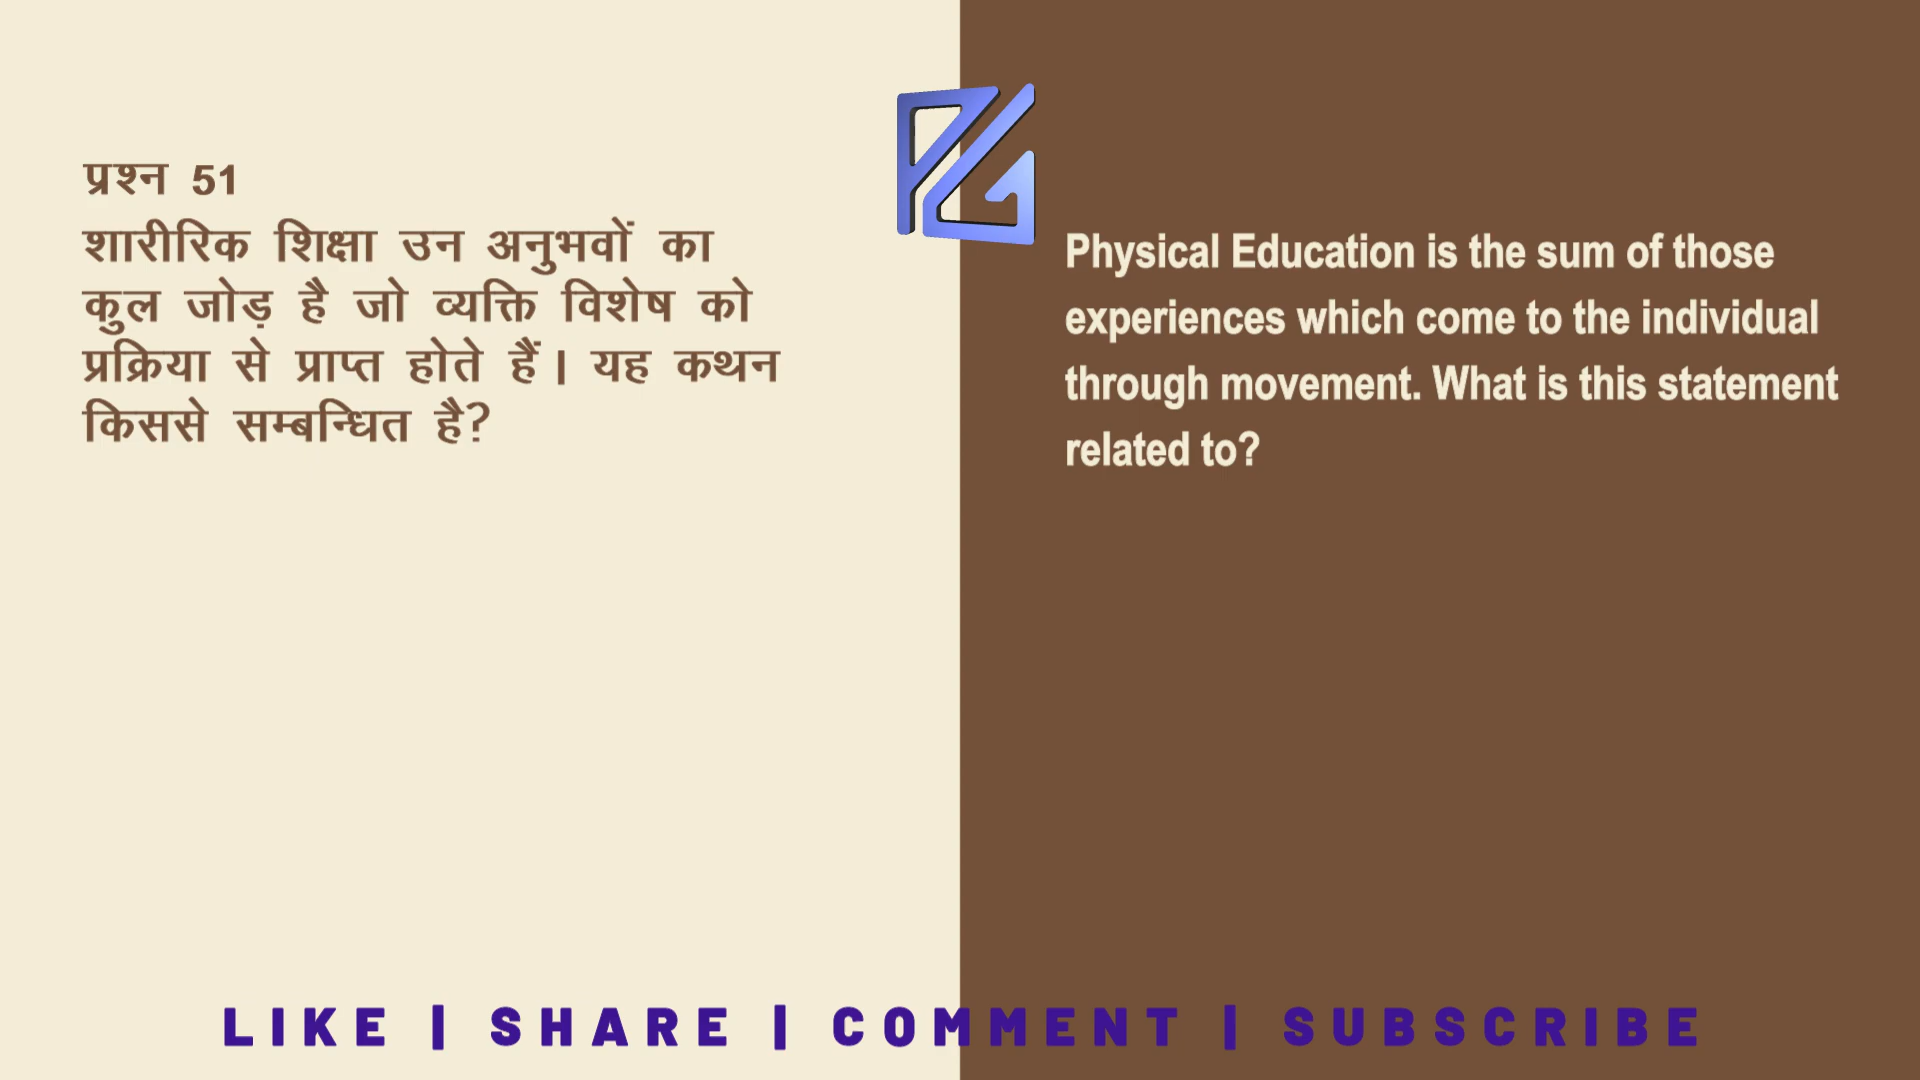 प्रश्न 51
शारीरिक शिक्षा उन अनुभवों का
कुल जोड़ है जो व्यक्ति विशेष को
प्रक्रिया से प्राप्त होते हैं। यह कथन
किससे सम्बन्धित है?
PG
Physical Education is the sum of those
experiences which come to the individual
through movement. What is this statement
related to?
LIKE | SHARE | COMMENT | SUBSCRIBE